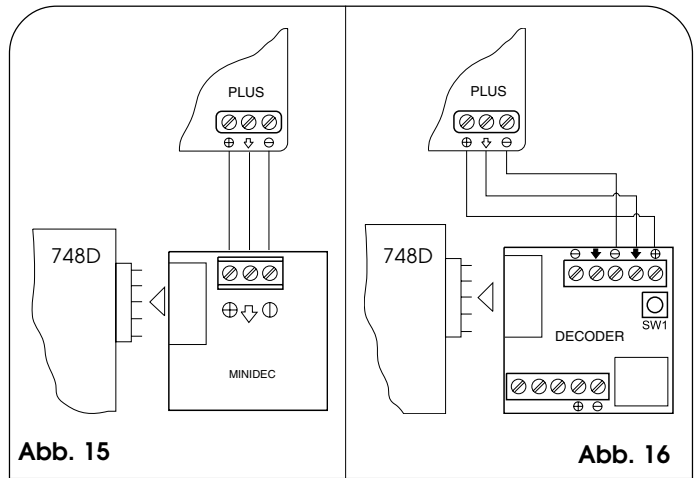 PLUS
748D
MINIDEC
Abb. 15
PLUS
748D
SW1
DECODER
Abb. 16